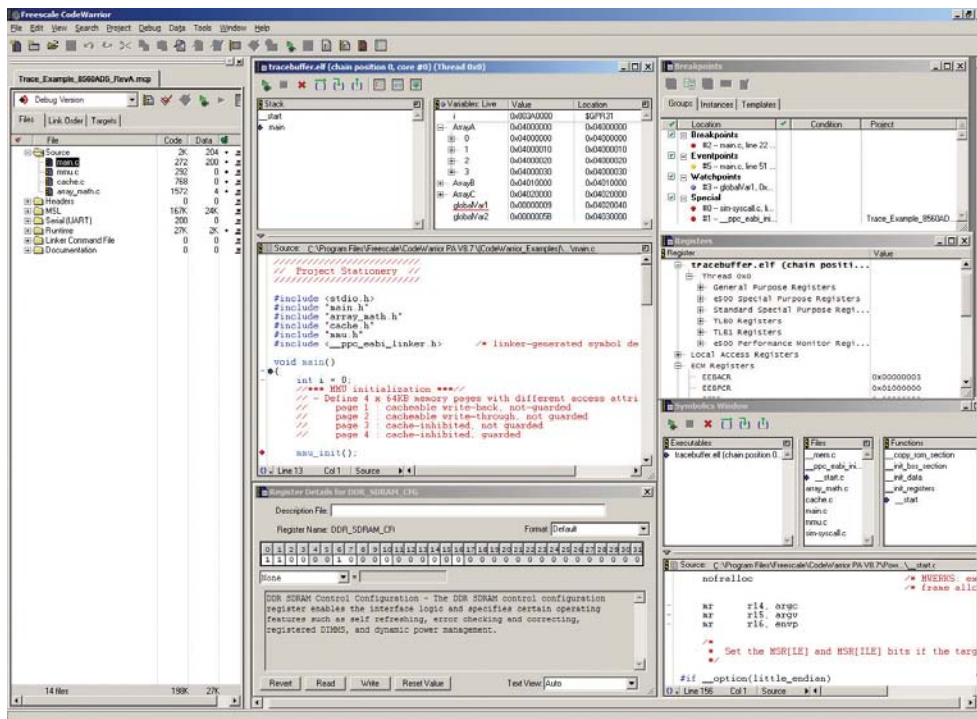 Freescale CodeWarrior
File Edit View Search Project Debug Data Tools Window Help
Trace_Example_8560ADS_RevA.mcp
Debug Version
Files Link Order Targets
File Code Data
Source 2K 204
main.c 272 200
mmu.c 292 0
cache.c 768 0
array_math.c 1572 4
Headers 0 0
MSL 167K 24K
Serial (UART) 200 0
Runtime 27K 2K
Linker Command File 0 0
Documentation 0 0
14 files 198K 27K
tracebuffer.elf (chain position 0, core #0) (Thread 0x0)
Stack
__start
main
Variables: Live Value Location
i 0x003A0000 $GPR31
ArrayA 0x04000000 0x04000000
0 0x04000000 0x04000000
1 0x04000010 0x04000010
2 0x04000020 0x04000020
3 0x04000030 0x04000030
ArrayB 0x04010000 0x04010000
ArrayC 0x04020000 0x04020000
globalVar1 0x00000009 0x04020040
globalVar2 0x0000005B 0x04030000
Source: C:\Program Files\Freescale\CodeWarrior PA V8.7\(CodeWarrior_Examples)\...\main.c
///////////////////////////
// Project Stationery //
///////////////////////////
#include <stdio.h>
#include "main.h"
#include "array_math.h"
#include "cache.h"
#include "mmu.h"
#include <__ppc_eabi_linker.h> /* linker-generated symbol de
void main()
{
int i = 0;
//*** MMU initialization ***//
// - Define 4 x 64KB memory pages with different access attri
// page 1 : cacheable write-back, not-guarded
// page 2 : cacheable write-through, not guarded
// page 3 : cache-inhibited, not guarded
// page 4 : cache-inhibited, guarded
mmu_init();
Line 13 Col 1 Source
Register Details for DDR_SDRAM_CFG
Description File:
Register Name: DDR_SDRAM_CF Format: Default
0 1 2 3 4 5 6 7 8 9 10 11 12 13 14 15 16 17 18 19 20 21 22 23 24 25 26 27 28 29 30 31
1 1 0 0 0 0 1 0 0 0 0 0 0 0 0 0 0 0 0 0 0 0 0 0 0 0 0 0 0 0 0 0
None =
DDR SDRAM Control Configuration - The DDR SDRAM control configuration
register enables the interface logic and specifies certain operating
features such as self refreshing, error checking and correcting,
registered DIMMS, and dynamic power management.
Revert Read Write Reset Value Text View: Auto
Breakpoints
Groups Instances Templates
Location Condition Project
Breakpoints
#2 - main.c, line 22 ...
Eventpoints
#5 - main.c, line 51 ...
Watchpoints
#3 - globalVar1, 0x...
Special
#0 - sim-syscall.c, li...
#1 - __ppc_eabi_ini... Trace_Example_8560AD...
Registers
Register Value
tracebuffer.elf (chain positi...
Thread 0x0
General Purpose Registers
e500 Special Purpose Registers
Standard Special Purpose Regi...
TLB0 Registers
TLB1 Registers
e500 Performance Monitor Regi...
Local Access Registers
ECM Registers
EEBACR 0x00000003
EEBPCR 0x01000000
Symbolics Window
Executables
tracebuffer.elf (chain position 0...
Files
__mem.c
__ppc_eabi_ini...
__start.c
array_math.c
cache.c
main.c
mmu.c
sim-syscall.c
Functions
__copy_rom_section
__init_bss_section
__init_data
__init_registers
__start
Source: C:\Program Files\Freescale\CodeWarrior PA V8.7\Pow...\__start.c
nofralloc /* MWERKS: ex
/* frame allo
mr r14, argc
mr r15, argv
mr r16, envp
/*
* Set the MSR[LE] and MSR[ILE] bits if the targ
*/
#if __option(little_endian)
Line 156 Col 1 Source